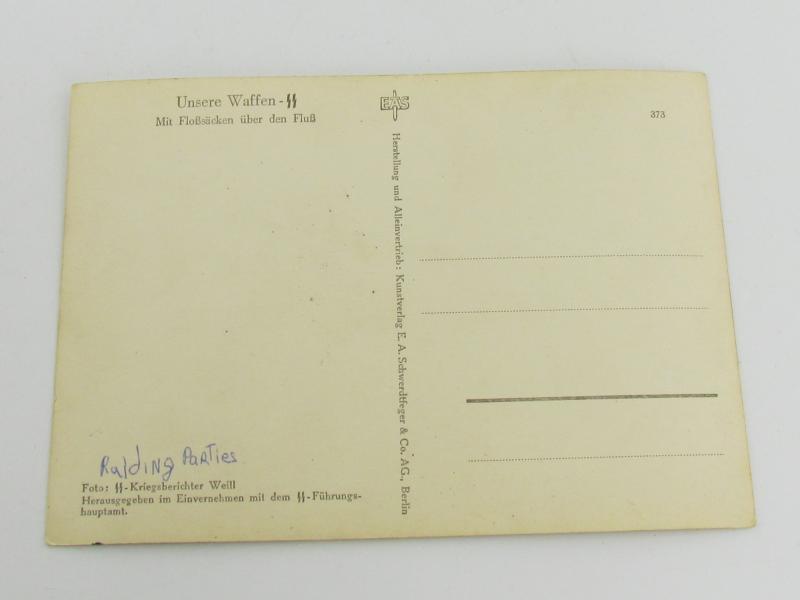 Unsere Waffen-SS
Mit Floßsäcken über den Fluß
EAS
373
Herstellung und Alleinvertrieb: Kunstverlag E. A. Schwerdtfeger & Co. AG., Berlin
Raiding Parties
Foto: SS-Kriegsberichter Weill
Herausgegeben im Einvernehmen mit dem SS-Führungs-
hauptamt.